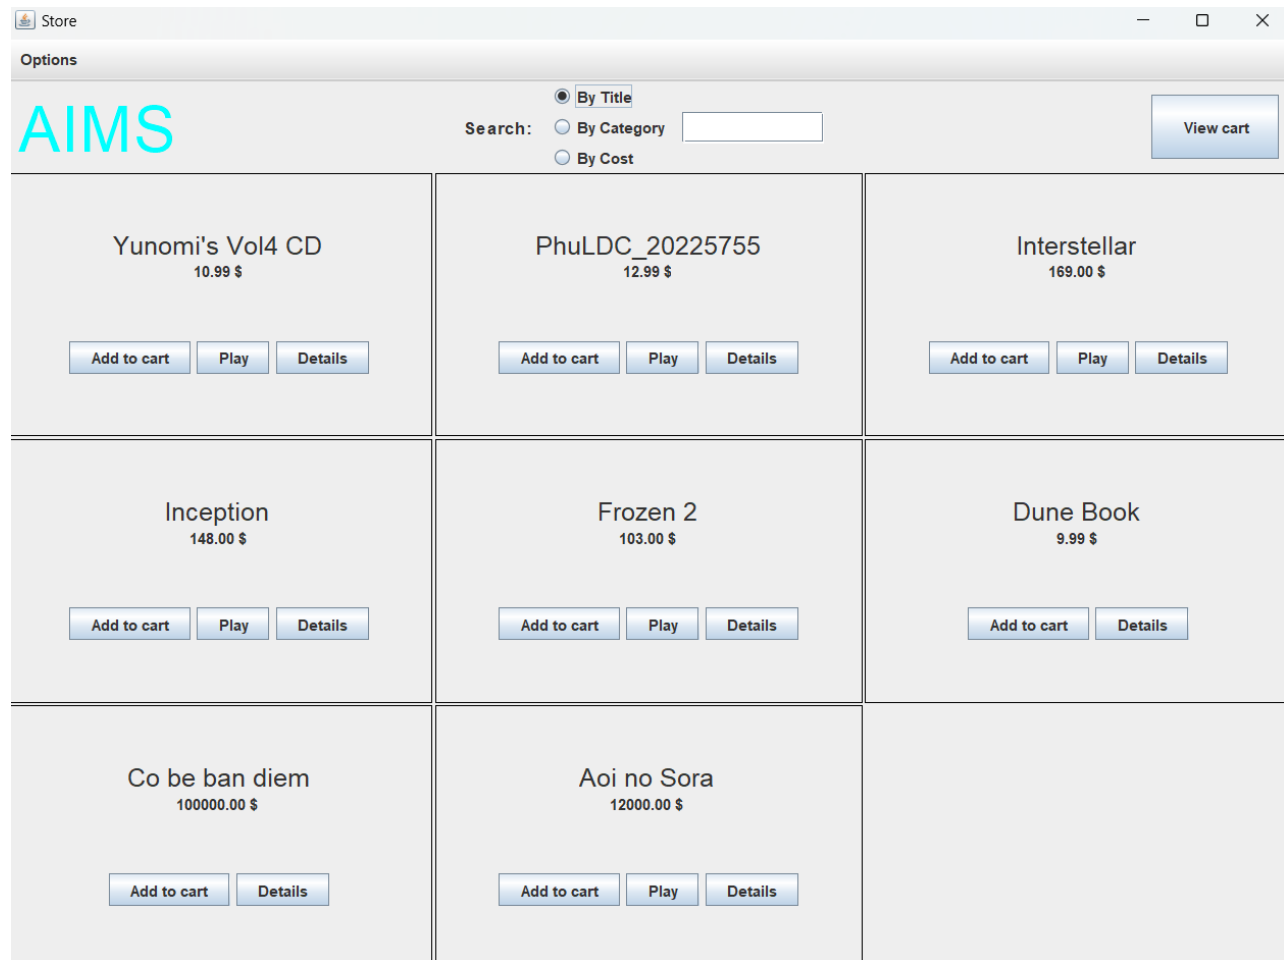 Store
Options
AIMS
Search:
By Title
By Category
By Cost
View cart
Yunomi's Vol4 CD
10.99 $
Add to cart Play Details
PhuLDC_20225755
12.99 $
Add to cart Play Details
Interstellar
169.00 $
Add to cart Play Details
Inception
148.00 $
Add to cart Play Details
Frozen 2
103.00 $
Add to cart Play Details
Dune Book
9.99 $
Add to cart Details
Co be ban diem
100000.00 $
Add to cart Details
Aoi no Sora
12000.00 $
Add to cart Play Details